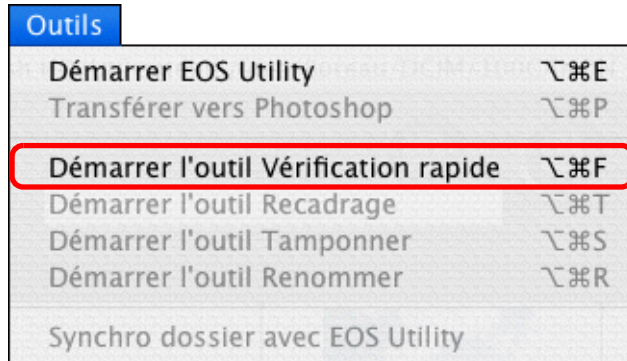 Outils
Démarrer EOS Utility ⌥⌘E
Transférer vers Photoshop ⌥⌘P
Démarrer l'outil Vérification rapide ⌥⌘F
Démarrer l'outil Recadrage ⌥⌘T
Démarrer l'outil Tamponner ⌥⌘S
Démarrer l'outil Renommer ⌥⌘R
Synchro dossier avec EOS Utility